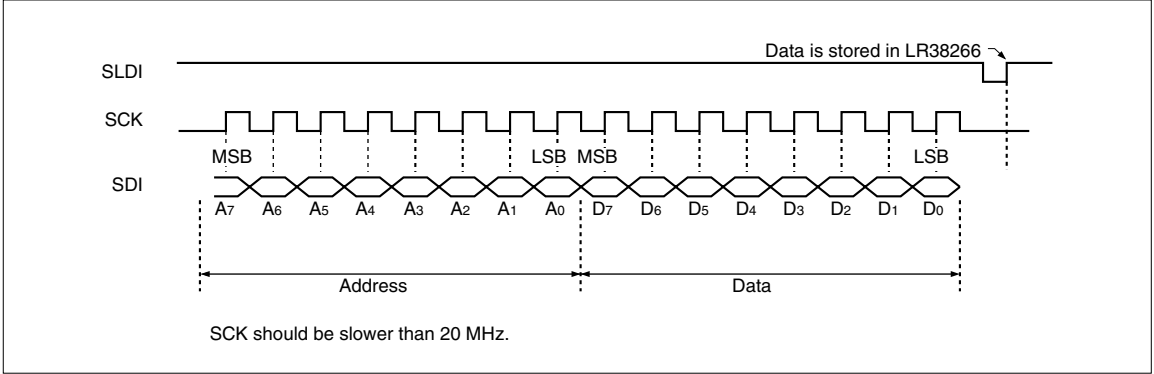 Data is stored in LR38266
SLDI
SCK
MSB LSB MSB LSB
SDI
A7 A6 A5 A4 A3 A2 A1 A0 D7 D6 D5 D4 D3 D2 D1 D0
Address Data
SCK should be slower than 20 MHz.